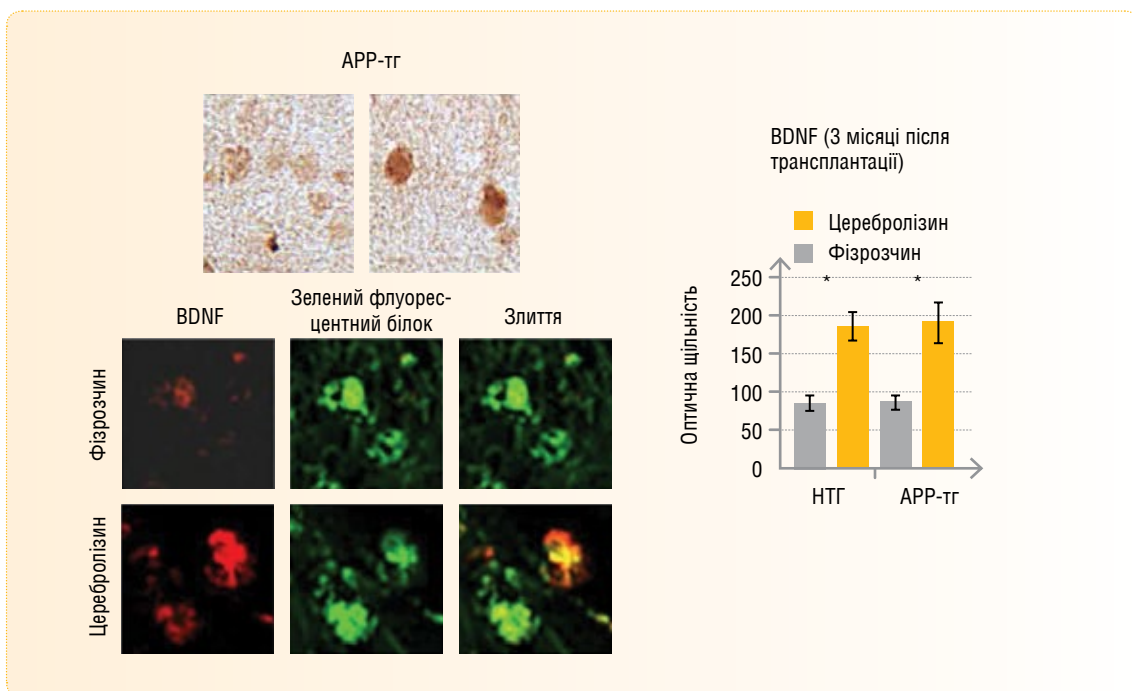 APP-тг
BDNF
Зелений флуорес-
центний білок
Злиття
Фізрозчин
Церебролізин
BDNF (3 місяці після
трансплантації)
Церебролізин
Фізрозчин
Оптична щільність
250
200
150
100
50
0
*
*
НТГ
APP-тг